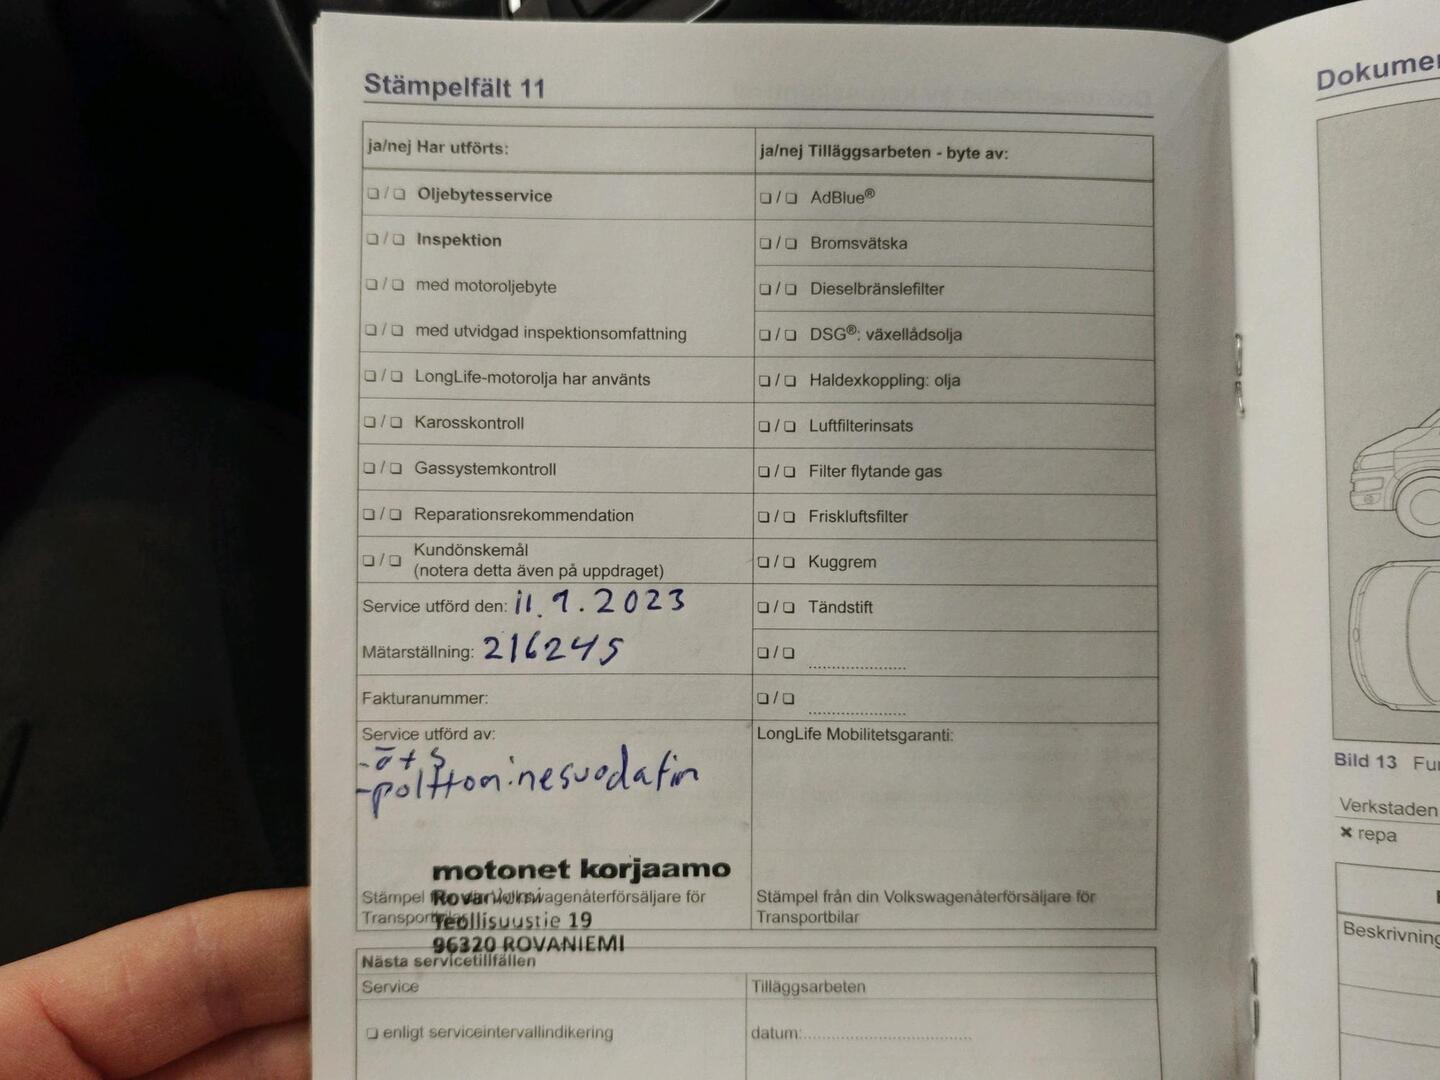 Stämpelfält 11
ja/nej Har utförts:
❏ / ❏ Oljebytesservice
❏ / ❏ Inspektion
❏ / ❏ med motoroljebyte
❏ / ❏ med utvidgad inspektionsomfattning
❏ / ❏ LongLife-motorolja har använts
❏ / ❏ Karosskontroll
❏ / ❏ Gassystemkontroll
❏ / ❏ Reparationsrekommendation
❏ / ❏ Kundönskemål
(notera detta även på uppdraget)
Service utförd den: 11.9.2023
Mätarställning: 216245
Fakturanummer:
Service utförd av:
-ö+s
-polttoainesuodatin
motonet korjaamo
Rovaniemi
Teollisuustie 19
96320 ROVANIEMI
Stämpel från din Volkswagenåterförsäljare för
Transportbilar
ja/nej Tilläggsarbeten - byte av:
❏ / ❏ AdBlue®
❏ / ❏ Bromsvätska
❏ / ❏ Dieselbränslefilter
❏ / ❏ DSG®: växellådsolja
❏ / ❏ Haldexkoppling: olja
❏ / ❏ Luftfilterinsats
❏ / ❏ Filter flytande gas
❏ / ❏ Friskluftsfilter
❏ / ❏ Kuggrem
❏ / ❏ Tändstift
❏ / ❏ ....................
❏ / ❏ ....................
LongLife Mobilitetsgaranti:
Stämpel från din Volkswagenåterförsäljare för
Transportbilar
Nästa servicetillfällen
Service
❏ enligt serviceintervallindikering
Tilläggsarbeten
datum:...................................
Dokumen
Bild 13 Fu
Verkstaden
✖ repa
Beskrivning